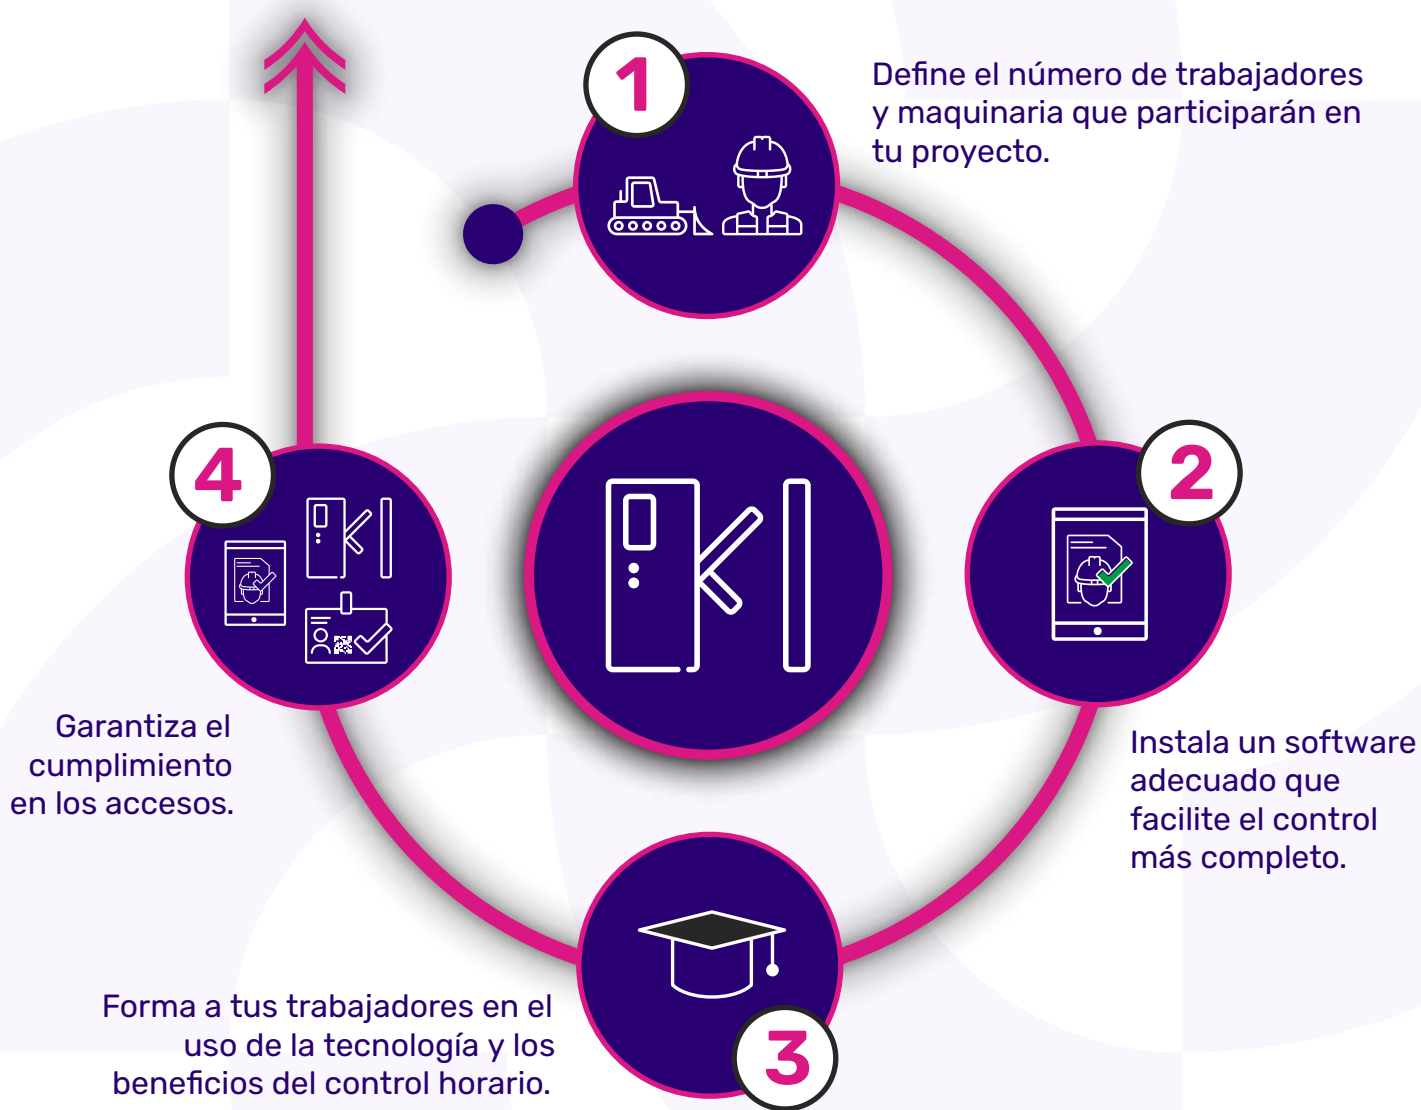 1
Define el número de trabajadores
y maquinaria que participarán en
tu proyecto.
2
Instala un software
adecuado que
facilite el control
más completo.
3
Forma a tus trabajadores en el
uso de la tecnología y los
beneficios del control horario.
4
Garantiza el
cumplimiento
en los accesos.